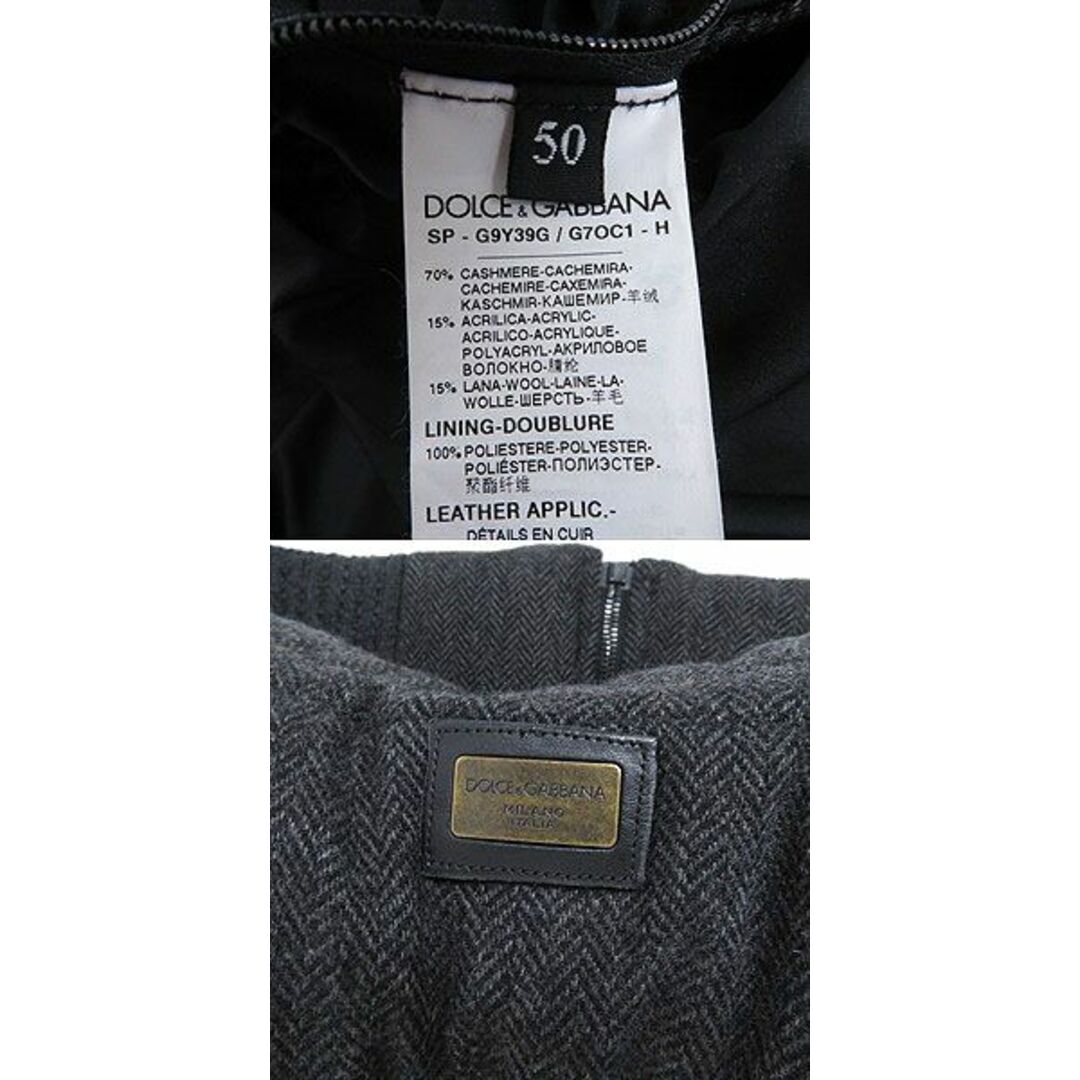 50
DOLCE & GABBANA
SP - G9Y39G / G7OC1 - H
70% CASHMERE-CACHEMIRA-
CACHEMIRE-CAXEMIRA-
KASCHMIR-КАШЕМИР-羊绒
15% ACRILICA-ACRYLIC-
ACRILICO-ACRYLIQUE-
POLYACRYL-АКРИЛОВОЕ
ВОЛОКНО-腈纶
15% LANA-WOOL-LAINE-LA-
WOLLE-ШЕРСТЬ-羊毛
LINING-DOUBLURE
100% POLIESTERE-POLYESTER-
POLIÉSTER-ПОЛИЭСТЕР-
聚酯纤维
LEATHER APPLIC.-
DÉTAILS EN CUIR
DOLCE&GABBANA
MILANO
ITALIA